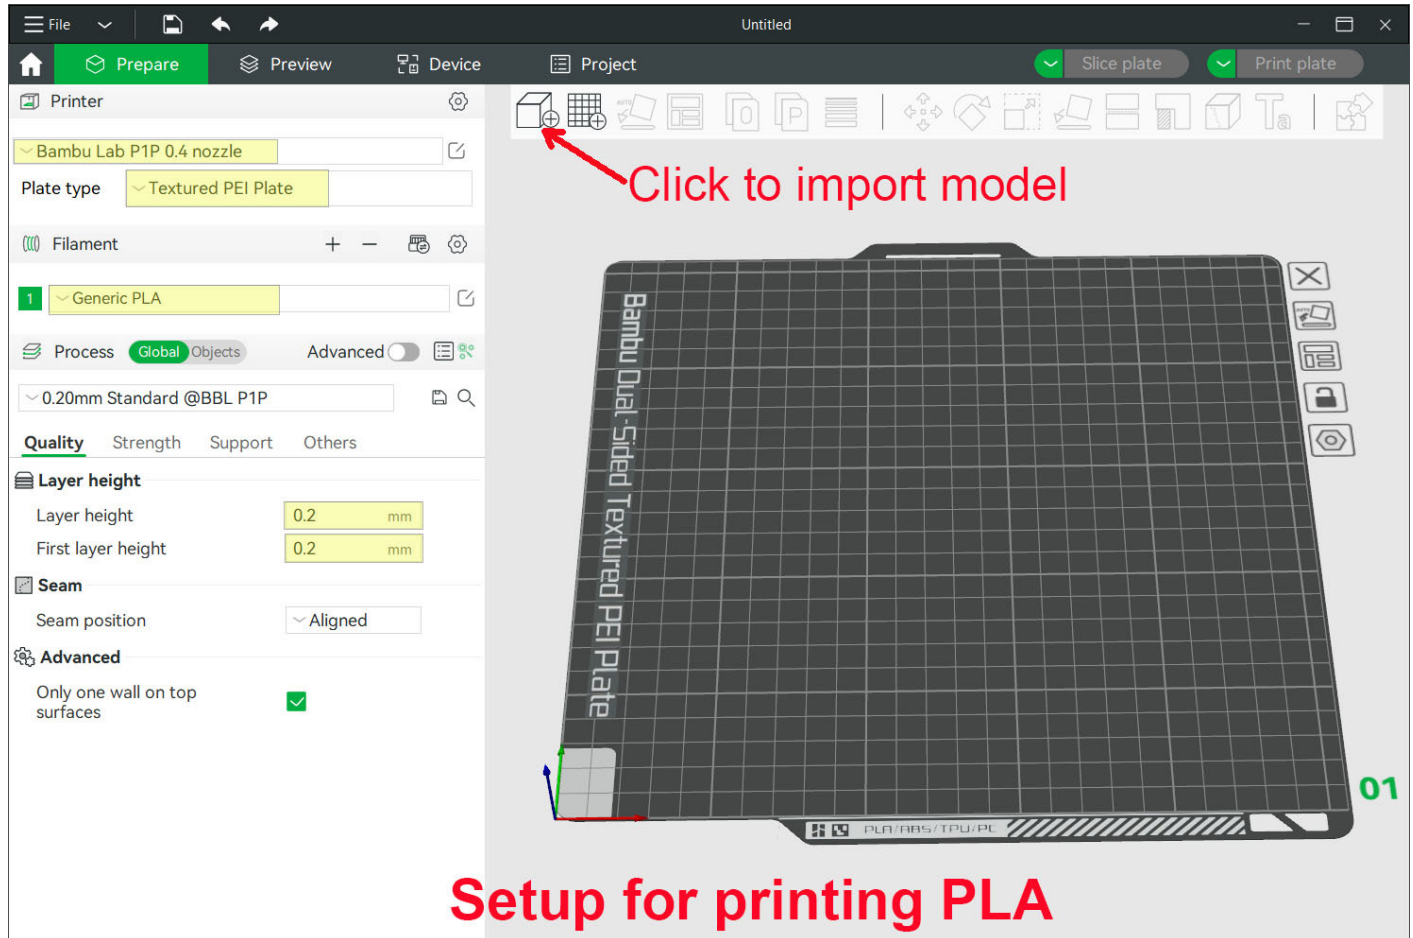 File
Untitled
Prepare
Preview
Device
Project
Slice plate
Print plate
Printer
Bambu Lab P1P 0.4 nozzle
Plate type
Textured PEI Plate
Filament
1
Generic PLA
Process
Global
Objects
Advanced
0.20mm Standard @BBL P1P
Quality
Strength
Support
Others
Layer height
Layer height
0.2
mm
First layer height
0.2
mm
Seam
Seam position
Aligned
Advanced
Only one wall on top
surfaces
AUTO
O
P
Ta
Click to import model
Bambu Dual-Sided Textured PEI Plate
01
PLA/ABS/TPU/PC
Setup for printing PLA